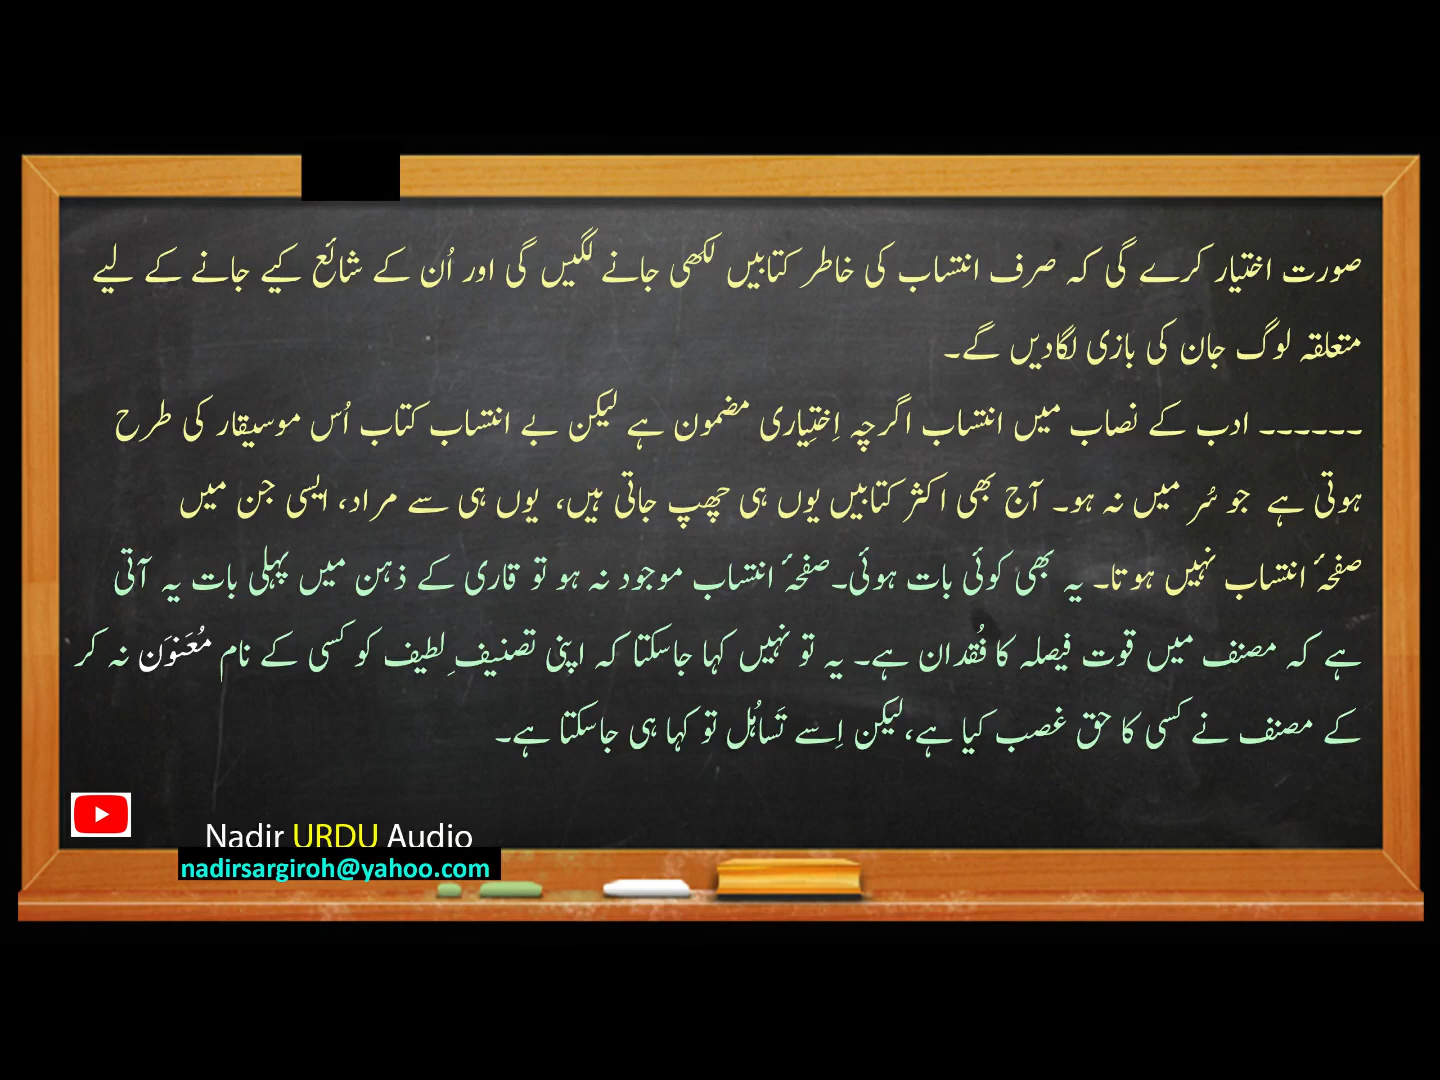 صورت اختیار کرے گی کہ صرف انتساب کی خاطر کتابیں لکھی جانے لگیں گی اور اُن کے شائع کیے جانے کے لیے
متعلقہ لوگ جان کی بازی لگادیں گے۔
۔۔۔۔۔۔ ادب کے نصاب میں انتساب اگرچہ اِختِیاری مضمون ہے لیکن بے انتساب کتاب اُس موسیقار کی طرح
ہوتی ہے جو سُر میں نہ ہو۔ آج بھی اکثر کتابیں یوں ہی چھپ جاتی ہیں، یوں ہی سے مراد، ایسی جن میں
صفحۂ انتساب نہیں ہوتا۔ یہ بھی کوئی بات ہوئی۔صفحۂ انتساب موجود نہ ہو تو قاری کے ذہن میں پہلی بات یہ آتی
ہے کہ مصنف میں قوت فیصلہ کا فُقدان ہے۔ یہ تو نہیں کہا جاسکتا کہ اپنی تصنیفِ لطیف کو کسی کے نام مُعَنوَن نہ کر
کے مصنف نے کسی کا حق غصب کیا ہے،لیکن اِسے تَساہُل تو کہا ہی جاسکتا ہے۔
Nadir URDU Audio
nadirsargiroh@yahoo.com